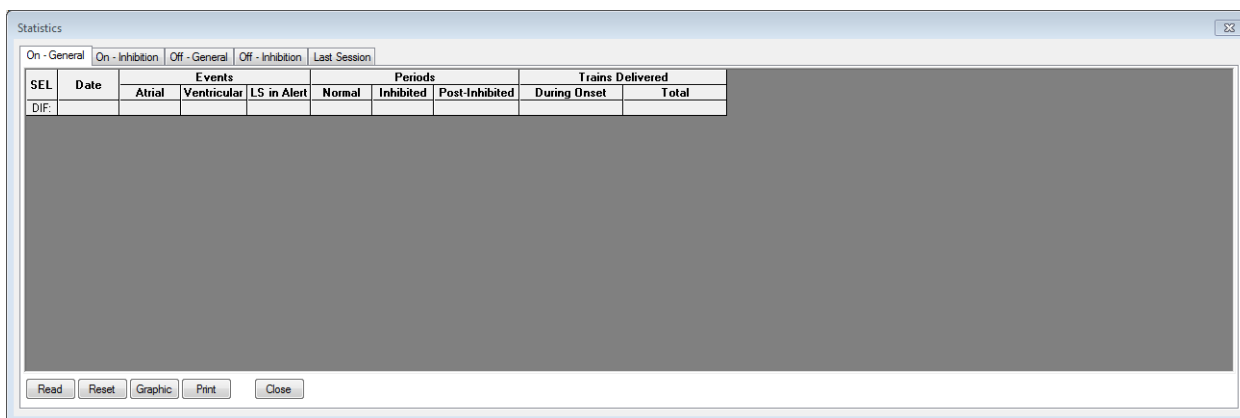 Statistics
On - General On - Inhibition Off - General Off - Inhibition Last Session
SEL Date Events Periods Trains Delivered
Atrial Ventricular LS in Alert Normal Inhibited Post-Inhibited During Onset Total
DIF:
Read Reset Graphic Print Close